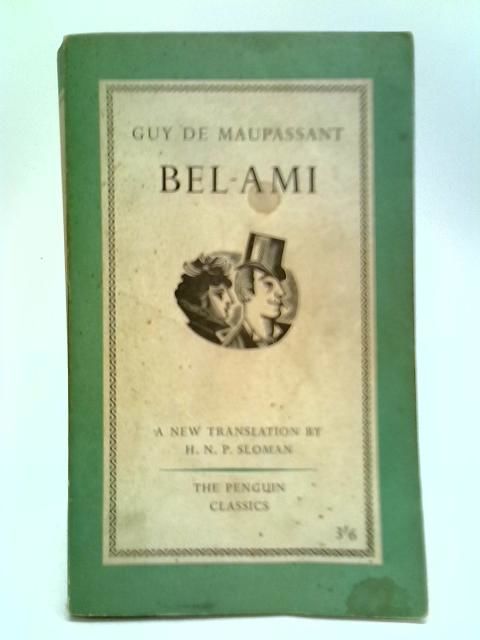 GUY DE MAUPASSANT
BEL-AMI
A NEW TRANSLATION BY
H. N. P. SLOMAN
THE PENGUIN
CLASSICS
3/6